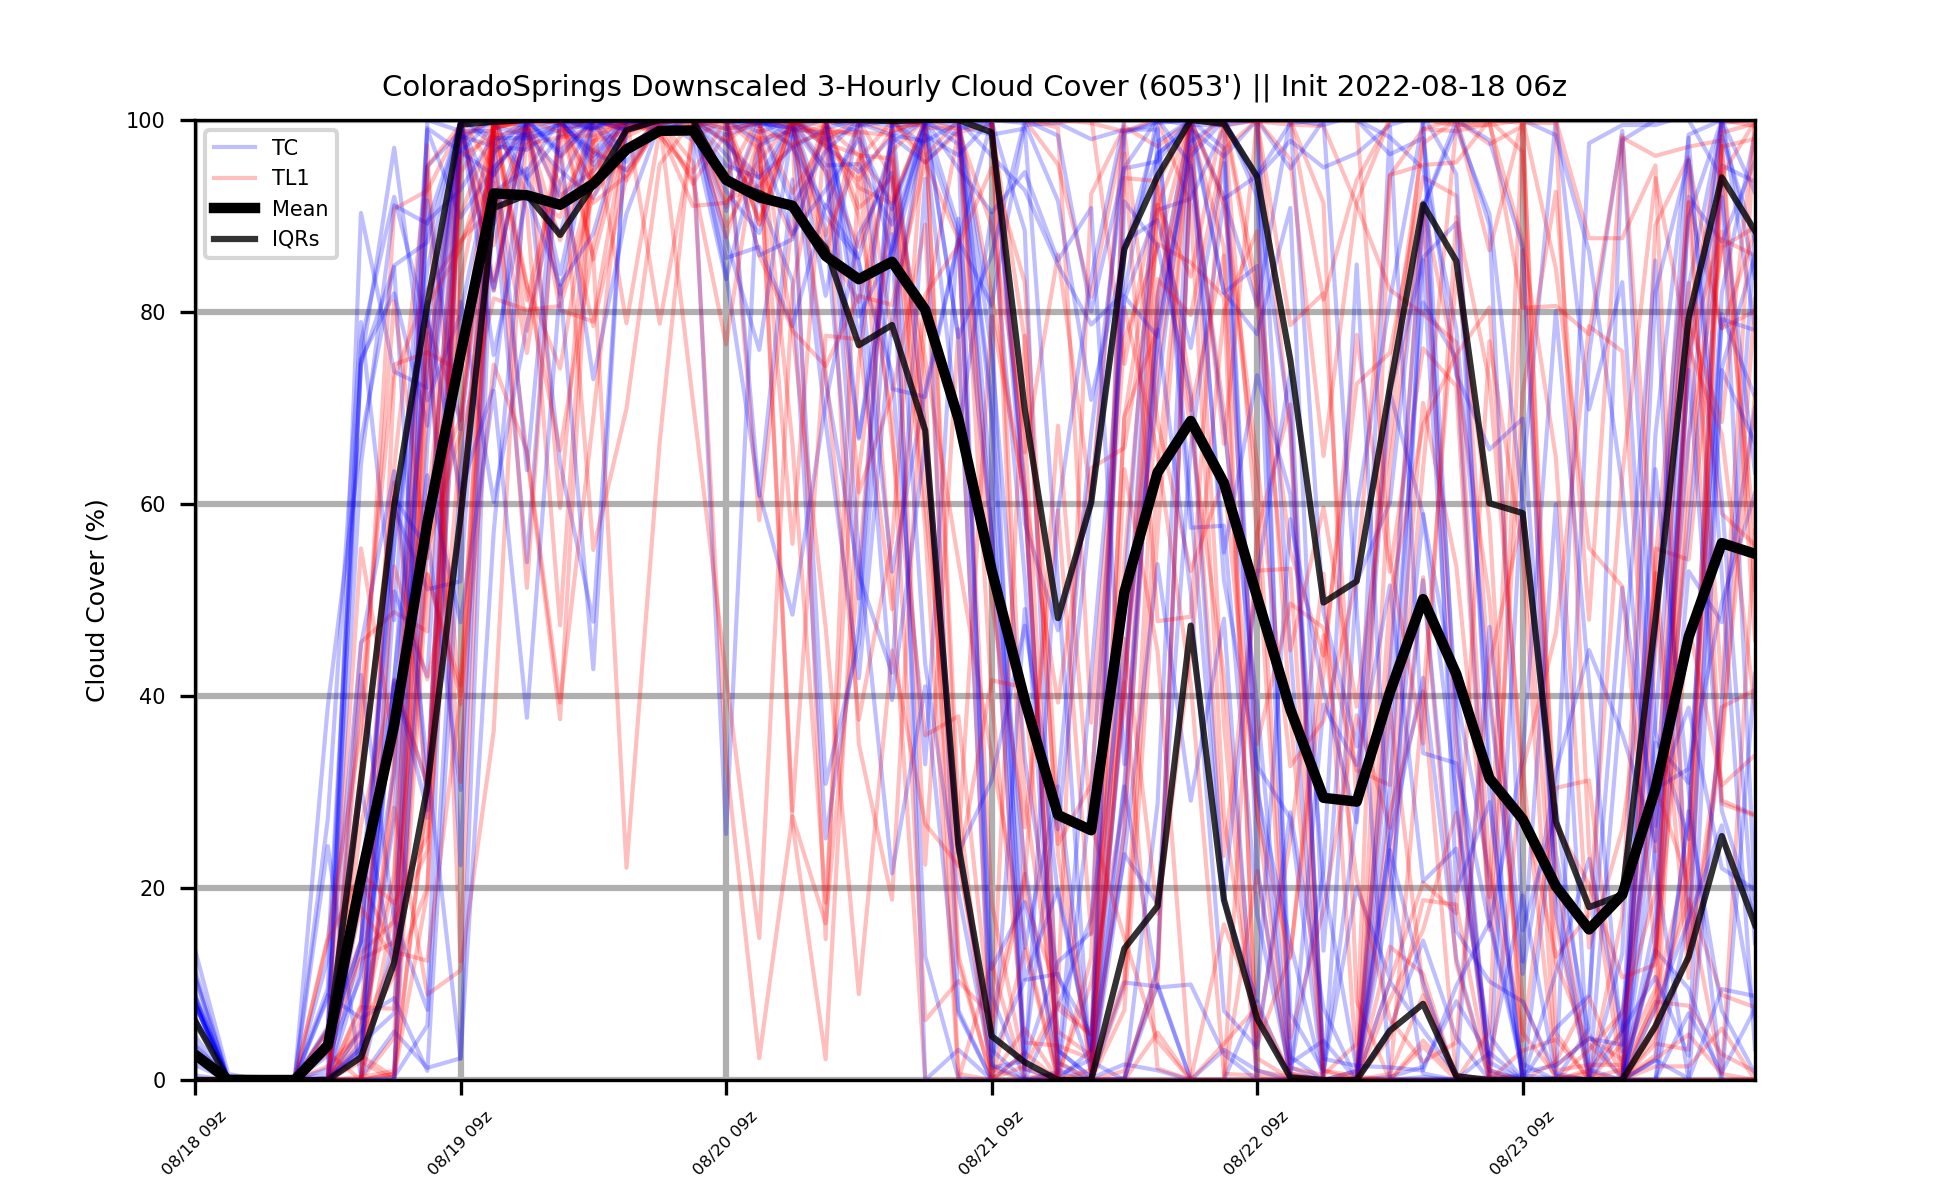 ColoradoSprings Downscaled 3-Hourly Cloud Cover (6053') || Init 2022-08-18 06z
TC
TL1
Mean
IQRs
Cloud Cover (%)
100
80
60
40
20
0
08/18 09z
08/19 09z
08/20 09z
08/21 09z
08/22 09z
08/23 09z